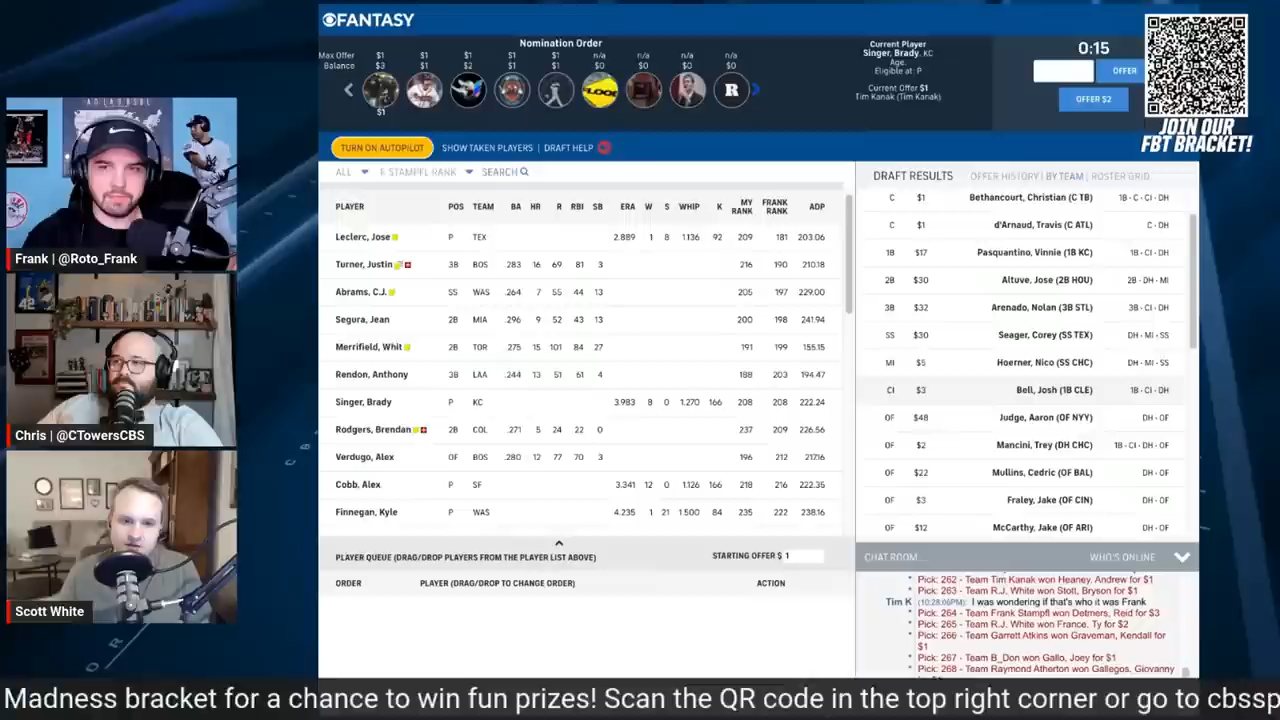 FANTASY
Nomination Order
Max Offer $1 $1 $1 $1 $1 n/a n/a n/a n/a
Balance $3 $1 $2 $1 $1 $0 $0 $0 $0
R
$1
Current Player
Singer, Brady, KC
Age.
Eligible at: P
Current Offer $1
Tim Kanak (Tim Kanak)
0:15
OFFER
OFFER $2
JOIN OUR
FBT BRACKET!
TURN ON AUTOPILOT SHOW TAKEN PLAYERS | DRAFT HELP
ALL F. STAMPFL RANK SEARCH
PLAYER POS TEAM BA HR R RBI SB ERA W S WHIP K MY RANK FRANK RANK ADP
Leclerc, Jose P TEX 2.889 1 8 1.136 92 209 181 203.06
Turner, Justin 3B BOS .283 16 69 81 3 216 190 210.18
Abrams, C.J. SS WAS .264 7 55 44 13 205 197 229.00
Segura, Jean 2B MIA .296 9 52 43 13 200 198 241.94
Merrifield, Whit 2B TOR .275 15 101 84 27 191 199 155.15
Rendon, Anthony 3B LAA .244 13 51 61 4 188 203 194.47
Singer, Brady P KC 3.983 8 0 1.270 166 208 208 222.24
Rodgers, Brendan 2B COL .271 5 24 22 0 237 209 226.56
Verdugo, Alex OF BOS .280 12 77 70 3 196 212 217.16
Cobb, Alex P SF 3.341 12 0 1.126 166 218 216 222.35
Finnegan, Kyle P WAS 4.235 1 21 1.500 84 235 222 238.16
PLAYER QUEUE (DRAG/DROP PLAYERS FROM THE PLAYER LIST ABOVE) STARTING OFFER $ 1
ORDER PLAYER (DRAG/DROP TO CHANGE ORDER) ACTION
DRAFT RESULTS OFFER HISTORY | BY TEAM | ROSTER GRID
C $1 Bethancourt, Christian (C TB) 1B - C - CI - DH
C $1 d'Arnaud, Travis (C ATL) C - DH
1B $17 Pasquantino, Vinnie (1B KC) 1B - CI - DH
2B $30 Altuve, Jose (2B HOU) 2B - DH - MI
3B $32 Arenado, Nolan (3B STL) 3B - CI - DH
SS $30 Seager, Corey (SS TEX) DH - MI - SS
MI $5 Hoerner, Nico (SS CHC) DH - MI - SS
CI $3 Bell, Josh (1B CLE) 1B - CI - DH
OF $48 Judge, Aaron (OF NYY) DH - OF
OF $2 Mancini, Trey (DH CHC) 1B - CI - DH - OF
OF $22 Mullins, Cedric (OF BAL) DH - OF
OF $3 Fraley, Jake (OF CIN) DH - OF
OF $12 McCarthy, Jake (OF ARI) DH - OF
CHAT ROOM... WHO'S ONLINE
* Pick: 262 - Team Tim Kanak won Heaney, Andrew for $1
* Pick: 263 - Team R.J. White won Stott, Bryson for $1
Tim K (10:28:06PM): I was wondering if that's who it was Frank
* Pick: 264 - Team Frank Stampfl won Detmers, Reid for $3
* Pick: 265 - Team R.J. White won France, Ty for $2
* Pick: 266 - Team Garrett Atkins won Graveman, Kendall for
$1
* Pick: 267 - Team B_Don won Gallo, Joey for $1
* Pick: 268 - Team Raymond Atherton won Gallegos, Giovanny
Frank | @Roto_Frank
Chris | @CTowersCBS
Scott White
Madness bracket for a chance to win fun prizes! Scan the QR code in the top right corner or go to cbssp